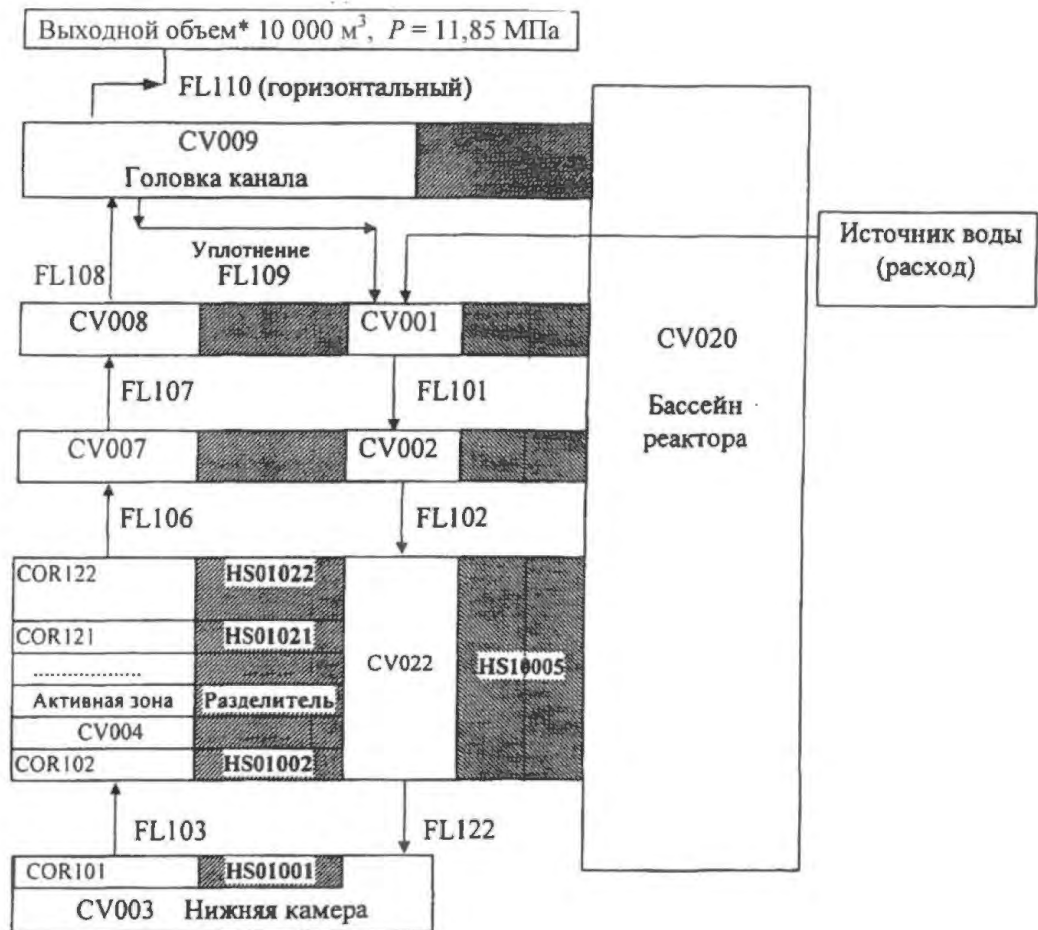 Выходной объем* 10 000 м³, P = 11,85 МПа
FL110 (горизонтальный)
CV009
Головка канала
Уплотнение
FL109
FL108
Источник воды
(расход)
CV008
CV001
CV020
Бассейн
реактора
FL107
FL101
CV007
CV002
FL106
FL102
COR122
HS01022
COR121
HS01021
CV022
HS10005
....................
........
Активная зона
Разделитель
CV004
........
COR102
HS01002
FL103
FL122
COR101
HS01001
CV003 Нижняя камера